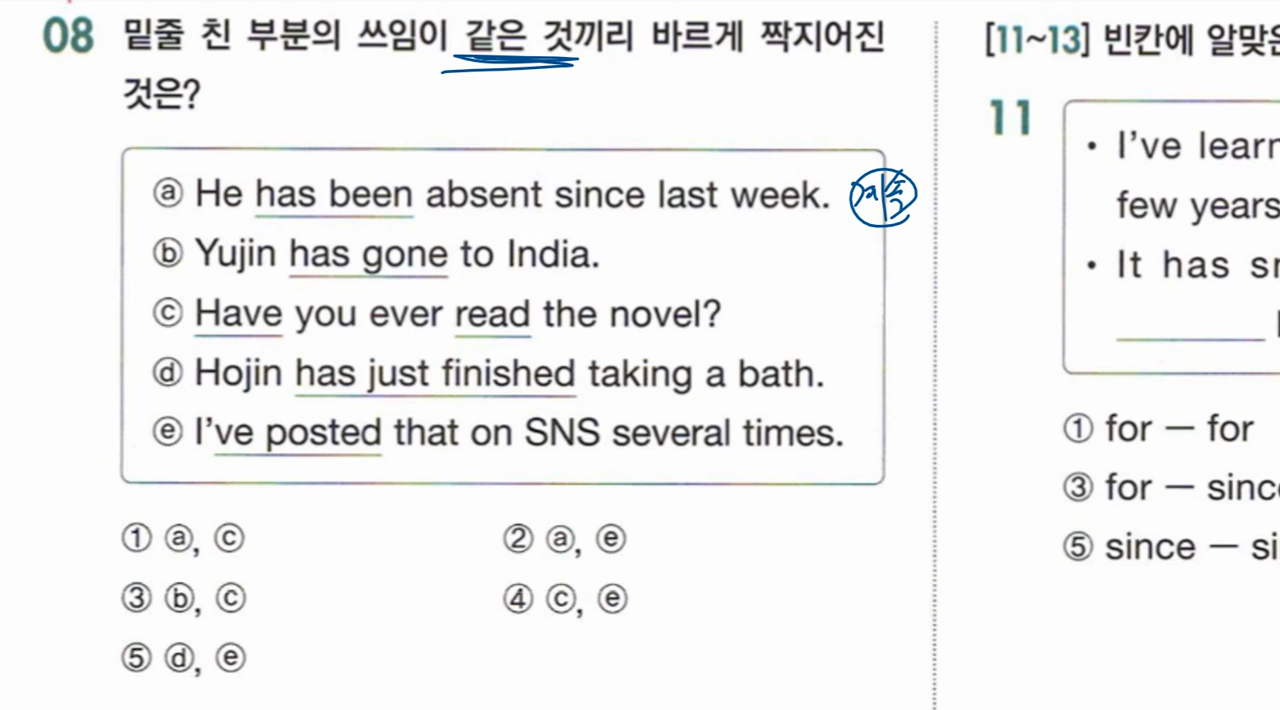 08 밑줄 친 부분의 쓰임이 같은 것끼리 바르게 짝지어진
것은?
ⓐ He has been absent since last week. 계속
ⓑ Yujin has gone to India.
ⓒ Have you ever read the novel?
ⓓ Hojin has just finished taking a bath.
ⓔ I've posted that on SNS several times.
① ⓐ, ⓒ
② ⓐ, ⓔ
③ ⓑ, ⓒ
④ ⓒ, ⓔ
⑤ ⓓ, ⓔ
[11~13] 빈칸에 알맞은
11
• I've learn
few years
• It has sn
① for — for
③ for — since
⑤ since — si